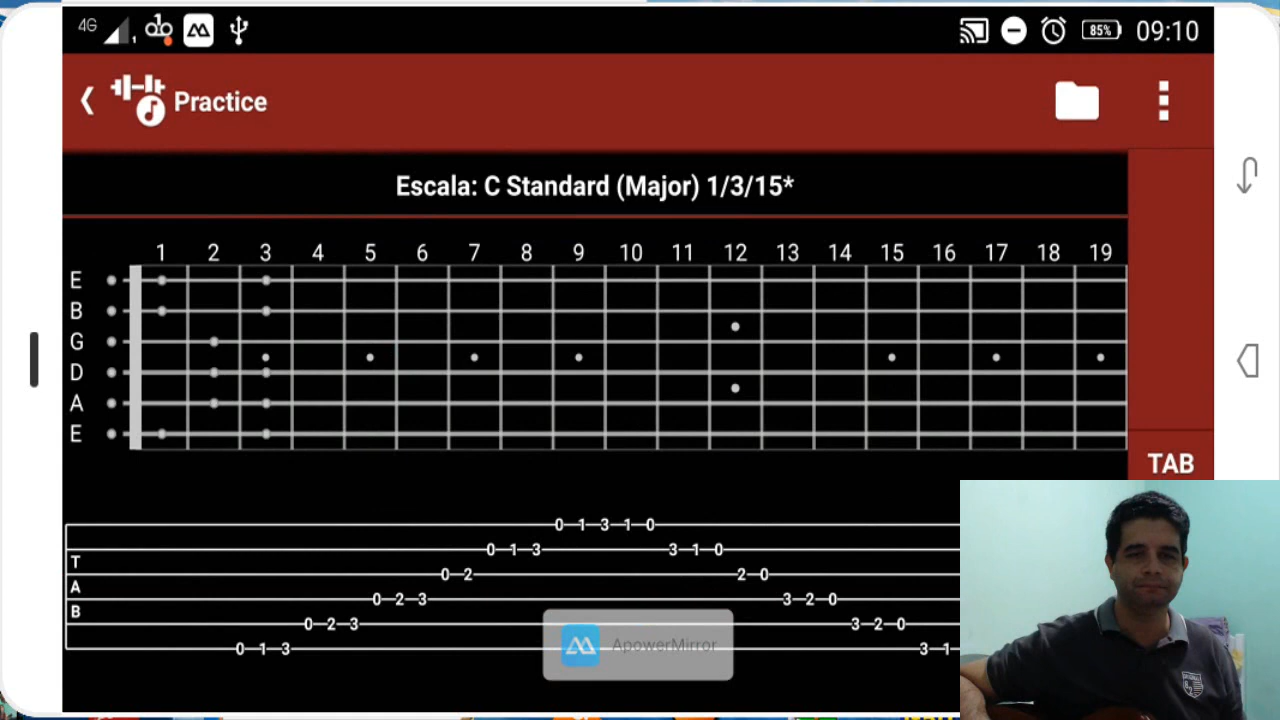 4G 1 85% 09:10
Practice
Escala: C Standard (Major) 1/3/15*
1 2 3 4 5 6 7 8 9 10 11 12 13 14 15 16 17 18 19
E
B
G
D
A
E
TAB
0 1 3 1 0
0 1 3 3 1 0
T
0 2 2 0
A
0 2 3 3 2 0
B
0 2 3 3 2 0
ApowerMirror
0 1 3 3 1